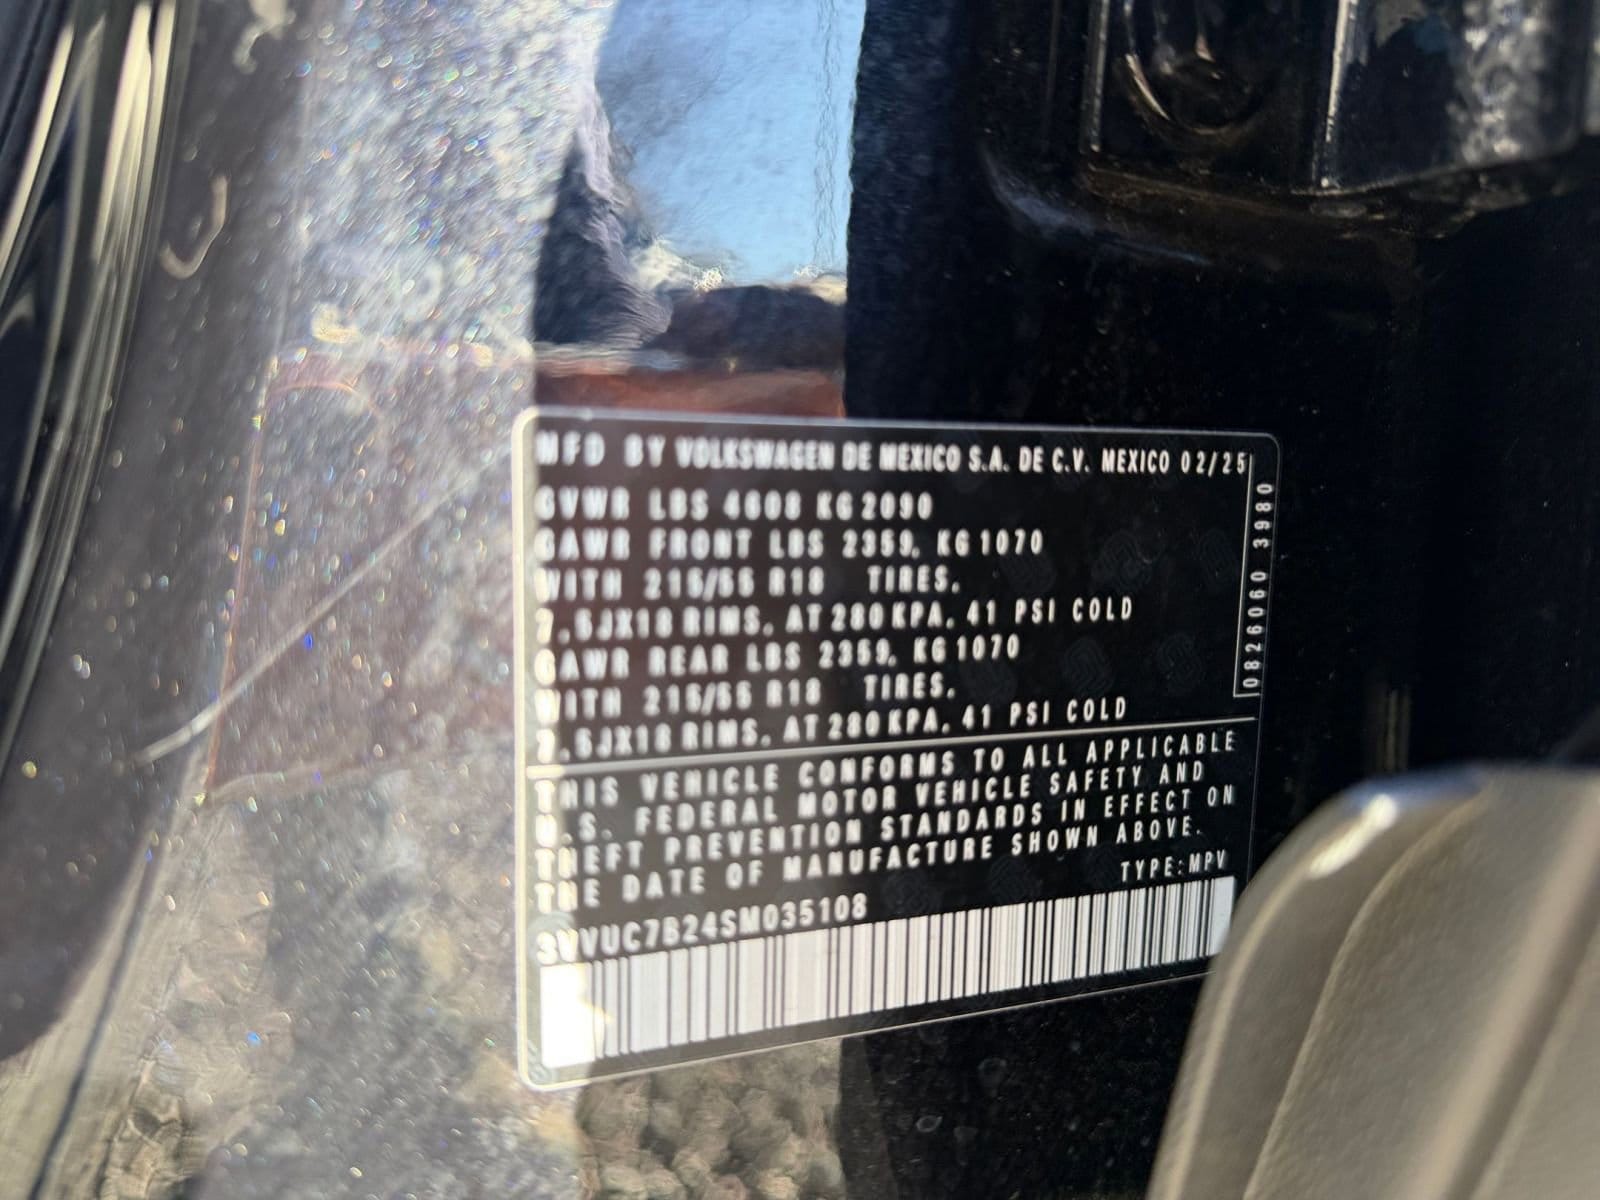 MFD BY VOLKSWAGEN DE MEXICO S.A. DE C.V. MEXICO 02/25
GVWR LBS 4608 KG 2090
GAWR FRONT LBS 2359, KG 1070
WITH 215/55 R18 TIRES,
7.5JX18 RIMS, AT 280 KPA, 41 PSI COLD
GAWR REAR LBS 2359, KG 1070
WITH 215/55 R18 TIRES,
7.5JX18 RIMS, AT 280 KPA, 41 PSI COLD
THIS VEHICLE CONFORMS TO ALL APPLICABLE
U.S. FEDERAL MOTOR VEHICLE SAFETY AND
THEFT PREVENTION STANDARDS IN EFFECT ON
THE DATE OF MANUFACTURE SHOWN ABOVE.
TYPE:MPV
3VVUC7B24SM035108
0826060 3980